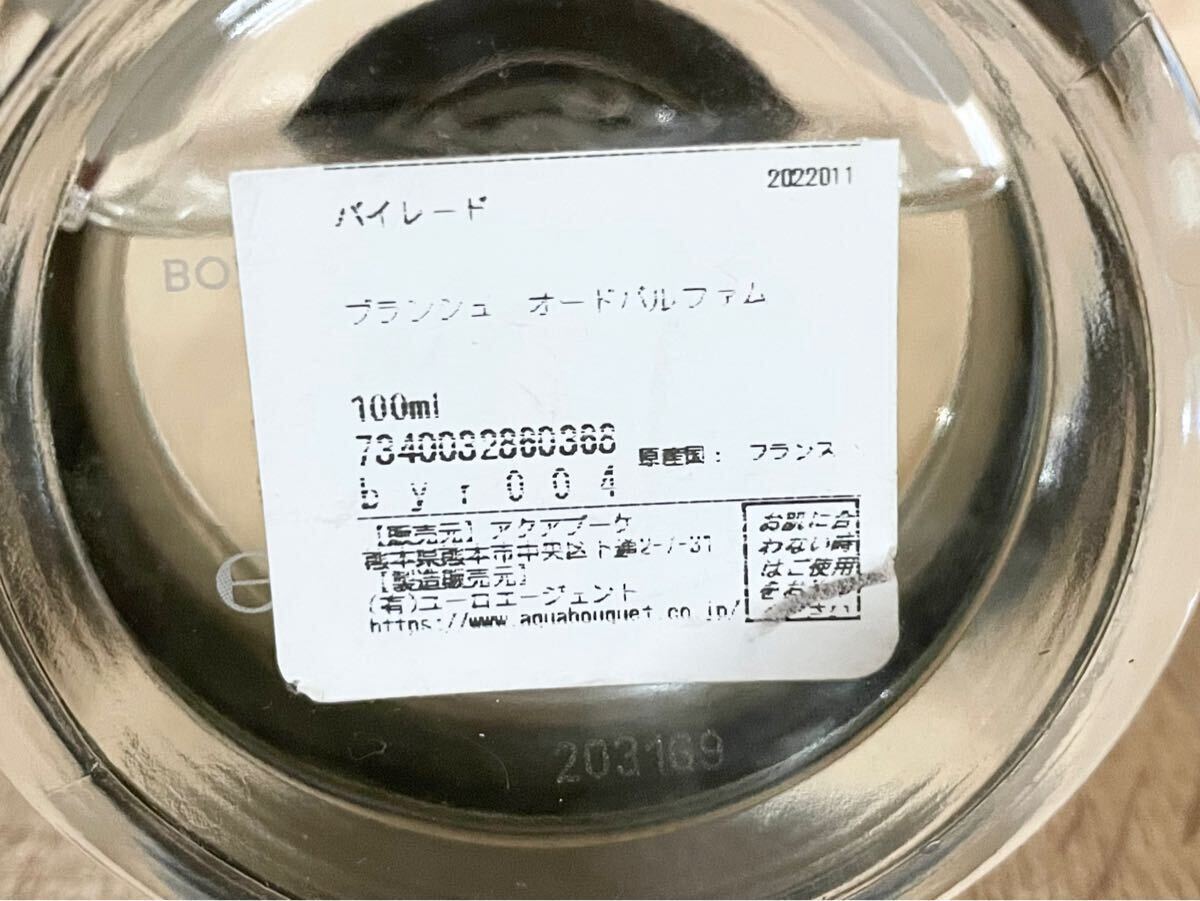 2022011
バイレード
BO
ブランシュ オードパルファム
100ml
7340032860368
原産国: フランス
byr004
【販売元】アクアブーケ
熊本県熊本市中央区下通2-7-31
【製造販売元】
(有)ユーロエージェント
https://www.aquabouquet.co.jp/
お肌に合
わない時
はご使用
e
203169